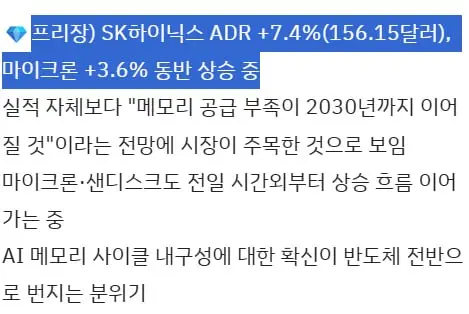 💎프리장) SK하이닉스 ADR +7.4%(156.15달러),
마이크론 +3.6% 동반 상승 중
실적 자체보다 "메모리 공급 부족이 2030년까지 이어
질 것"이라는 전망에 시장이 주목한 것으로 보임
마이크론·샌디스크도 전일 시간외부터 상승 흐름 이어
가는 중
AI 메모리 사이클 내구성에 대한 확신이 반도체 전반으
로 번지는 분위기